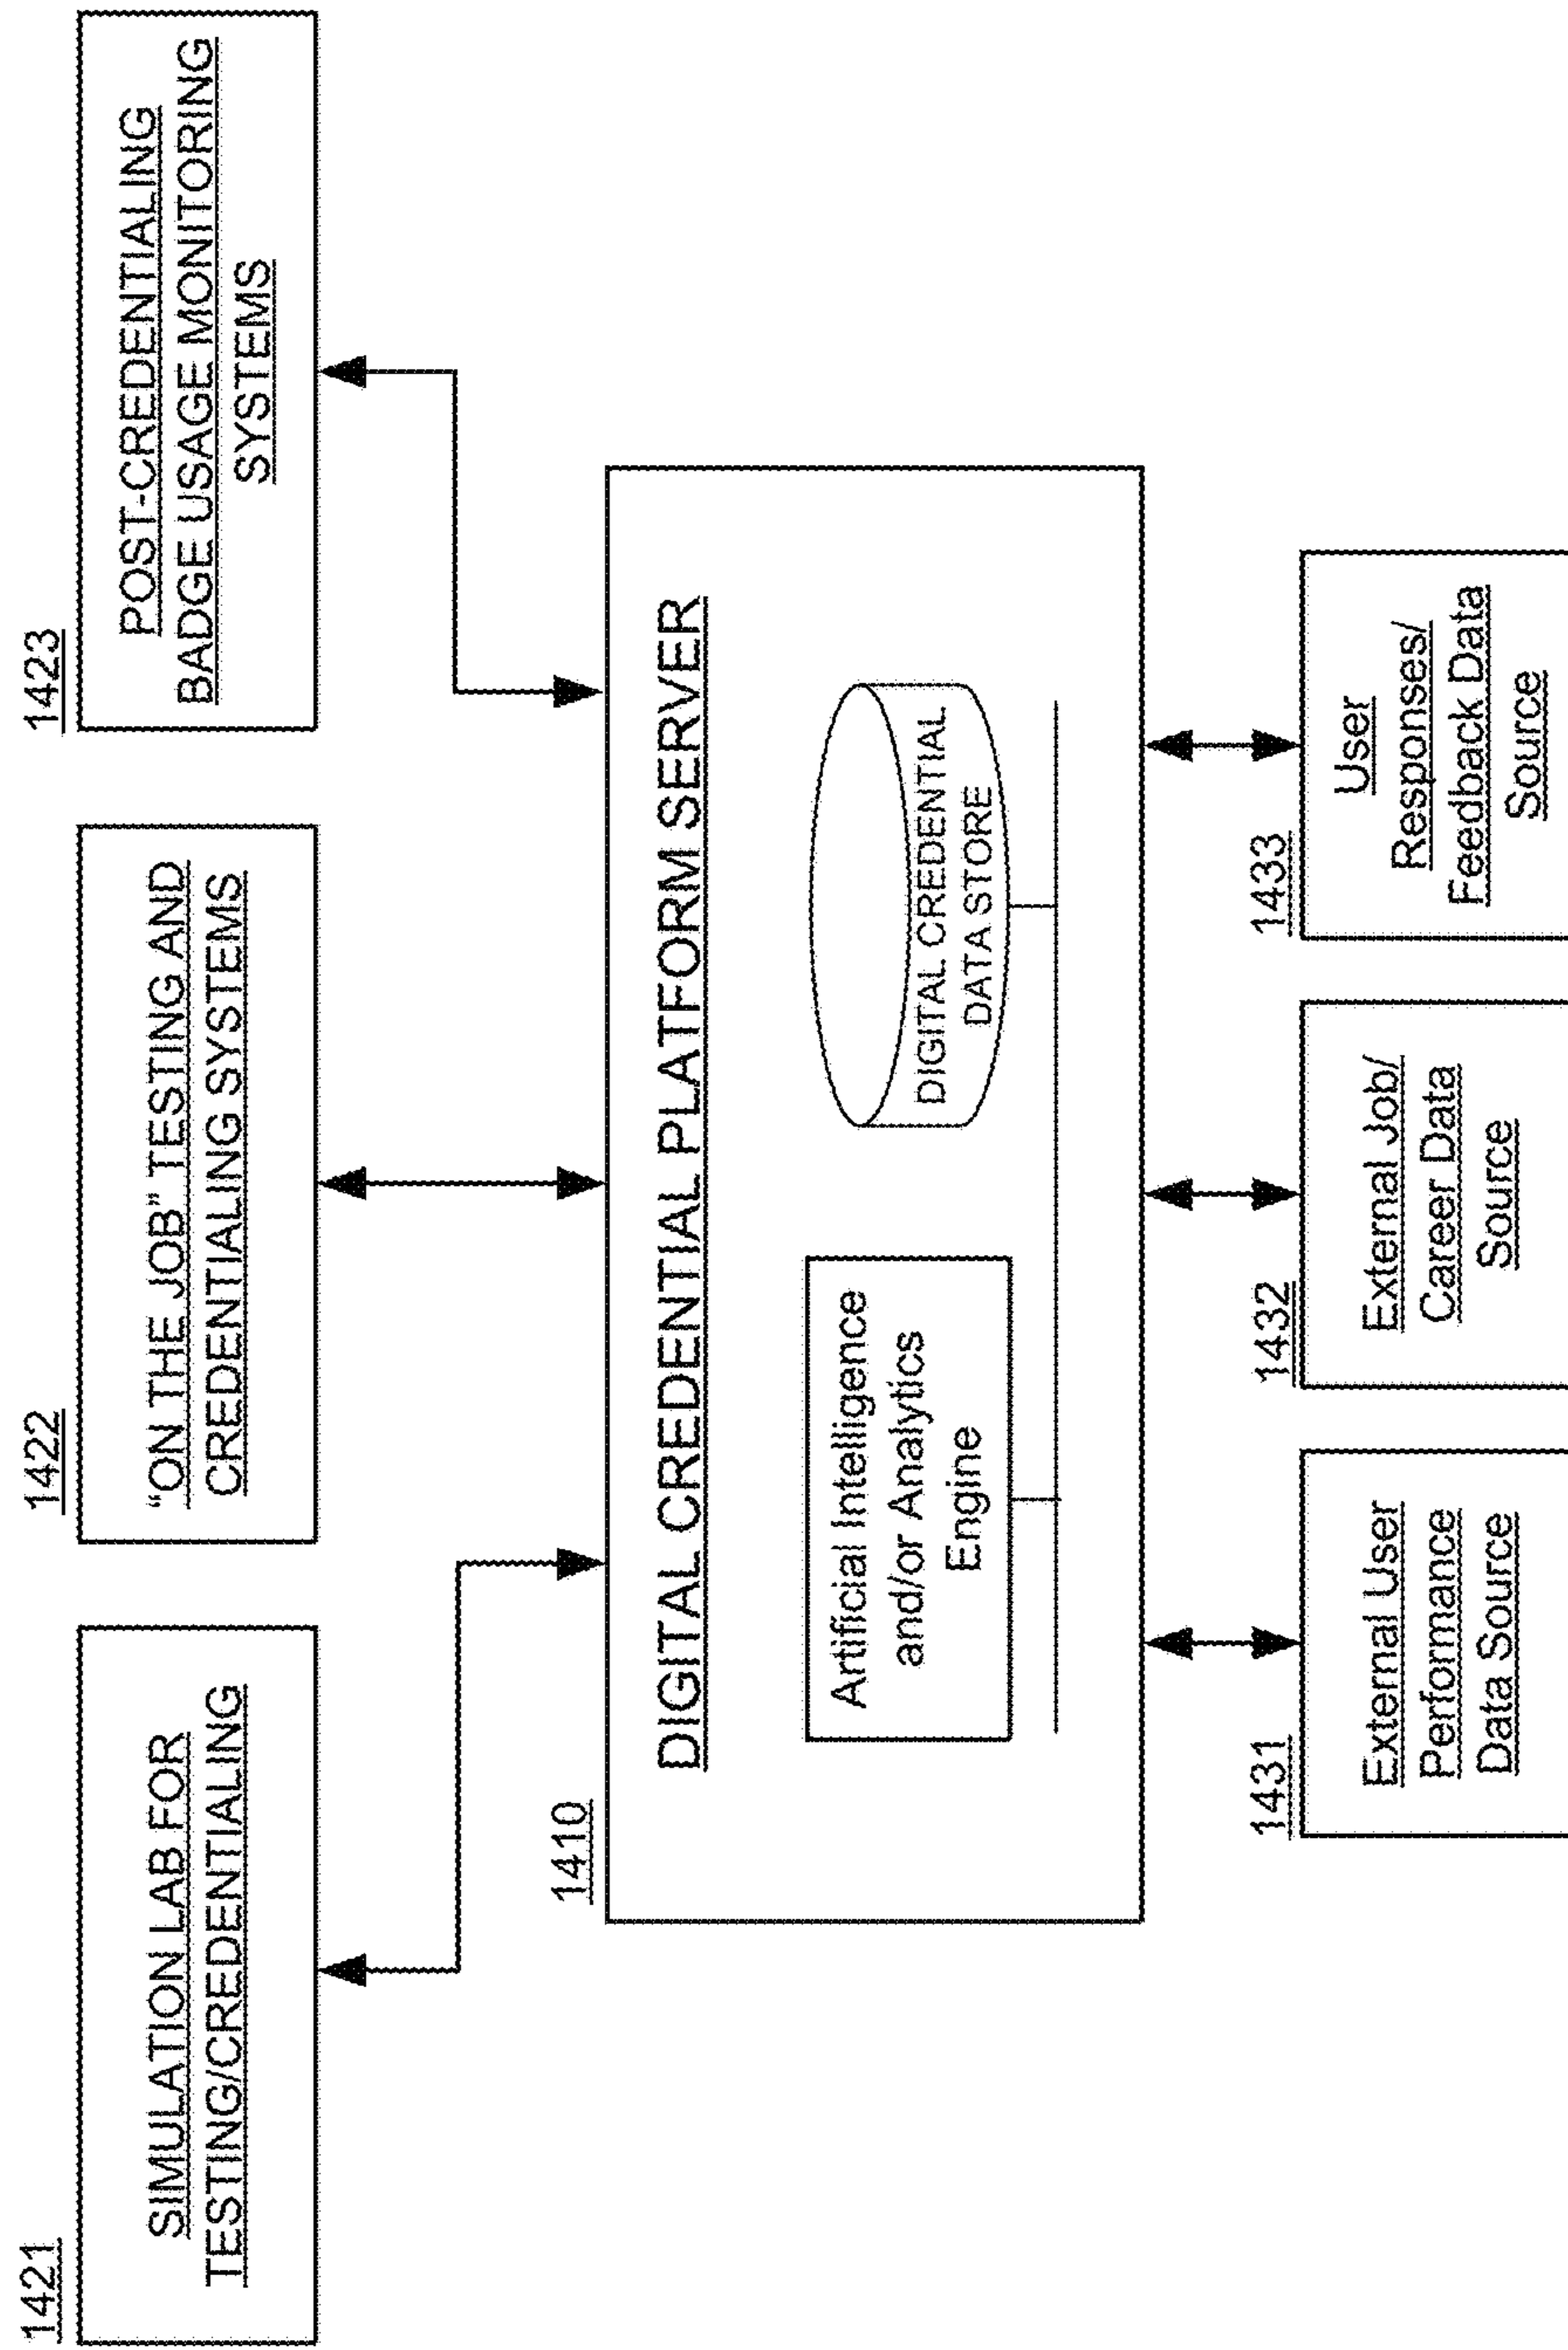 1421
SIMULATION LAB FOR
TESTING/CREDENTIALING
1422
“ON THE JOB” TESTING AND
CREDENTIALING SYSTEMS
1423
POST-CREDENTIALING
BADGE USAGE MONITORING
SYSTEMS
1410
DIGITAL CREDENTIAL PLATFORM SERVER
Artificial Intelligence
and/or Analytics
Engine
DIGITAL CREDENTIAL
DATA STORE
1431
External User
Performance
Data Source
1432
External Job/
Career Data
Source
1433
User
Responses/
Feedback Data
Source